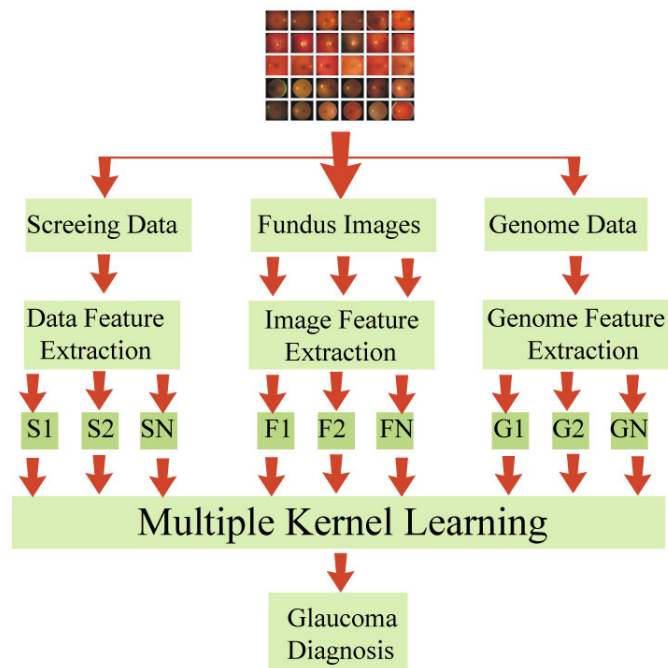 Screeing Data
Fundus Images
Genome Data
Data Feature
Extraction
Image Feature
Extraction
Genome Feature
Extraction
S1
S2
SN
F1
F2
FN
G1
G2
GN
Multiple Kernel Learning
Glaucoma
Diagnosis